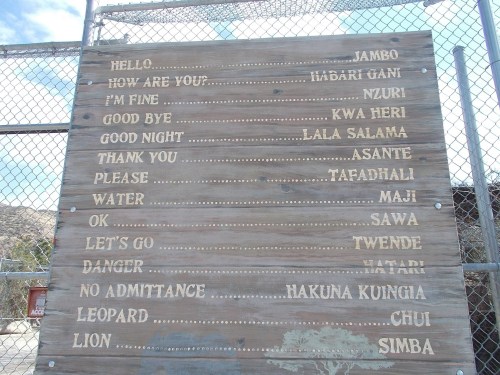 HELLO..........................................JAMBO
HOW ARE YOU?..........................HABARI GANI
I'M FINE..........................................NZURI
GOOD BYE..................................KWA HERI
GOOD NIGHT.........................LALA SALAMA
THANK YOU..................................ASANTE
PLEASE....................................TAFADHALI
WATER..........................................MAJI
OK................................................SAWA
LET'S GO.......................................TWENDE
DANGER.......................................HATARI
NO ADMITTANCE................HAKUNA KUINGIA
LEOPARD........................................CHUI
LION.............................................SIMBA